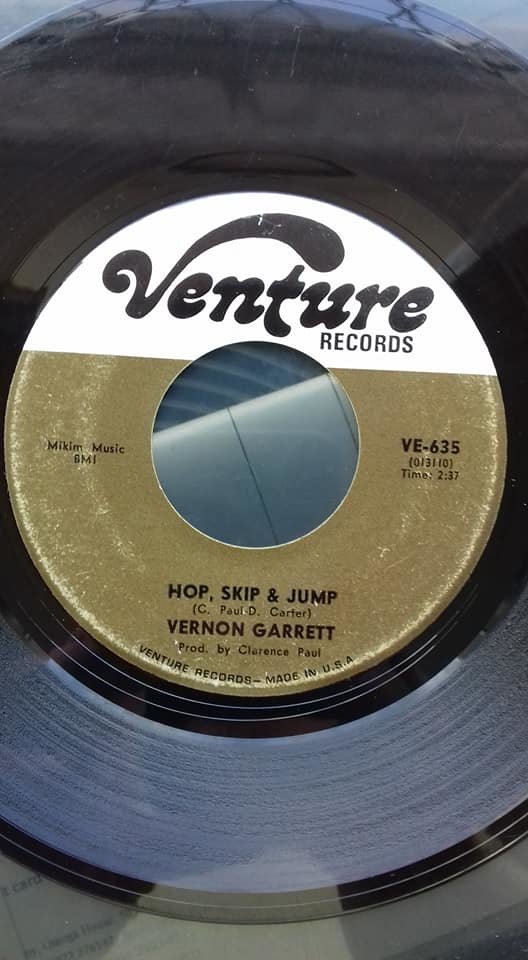 Venture
RECORDS
Mikim Music
BMI
VE-635
(013110)
Time: 2:37
HOP, SKIP & JUMP
(C. Paul-D. Carter)
VERNON GARRETT
Prod. by Clarence Paul
VENTURE RECORDS— MADE IN U.S.A
t card